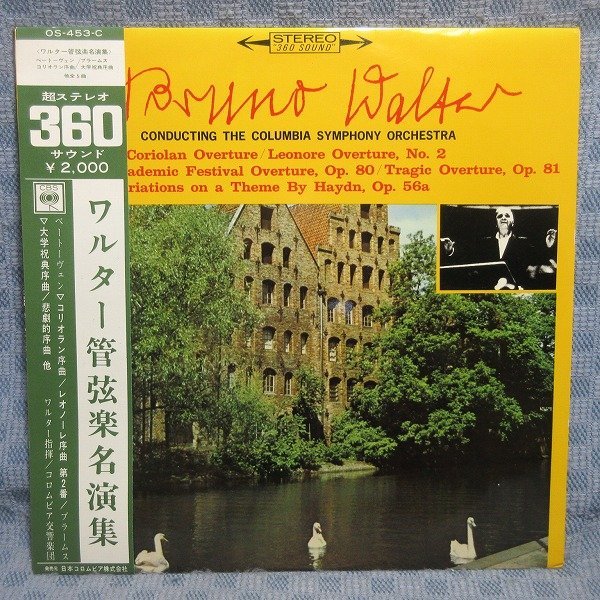 OS-453-C
〈ワルター管弦楽名演集〉
ベートーヴェン/ブラームス
コリオラン序曲/大学祝典序曲
他全5曲
超ステレオ
360
サウンド
¥2,000
CBS
ワルター管弦楽名演集
ベートーヴェン▽コリオラン序曲/レオノーレ序曲 第2番/ブラームス
▽大学祝典序曲/悲劇的序曲 他
ワルター指揮/コロムビア交響楽団
発売元 日本コロムビア株式会社
STEREO
"360 SOUND"
Bruno Walter
CONDUCTING THE COLUMBIA SYMPHONY ORCHESTRA
Coriolan Overture/Leonore Overture, No. 2
ademic Festival Overture, Op. 80/Tragic Overture, Op. 81
riations on a Theme By Haydn, Op. 56a